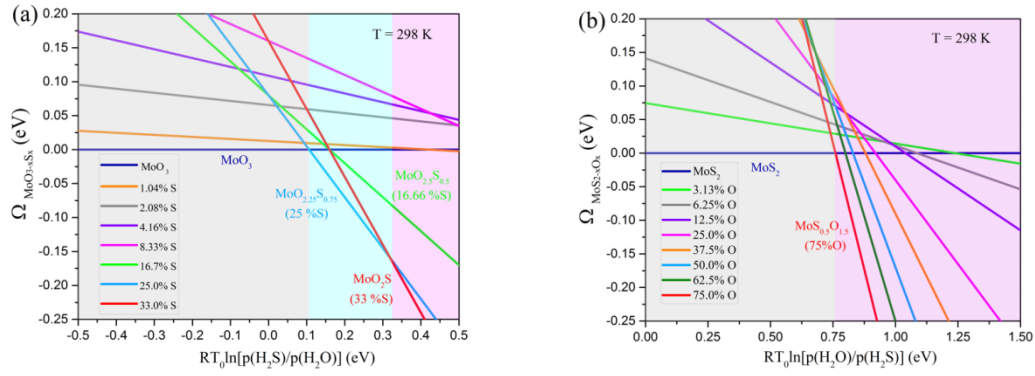 (a)
T = 298 K
Ω MoO3-xSx (eV)
0.20
0.15
0.10
0.05
0.00
-0.05
-0.10
-0.15
-0.20
-0.25
MoO3
MoO2.5S0.5
(16.66 %S)
MoO2.25S0.75
(25 %S)
MoO2S
(33 %S)
MoO3
1.04% S
2.08% S
4.16% S
8.33% S
16.7% S
25.0% S
33.0% S
-0.5 -0.4 -0.3 -0.2 -0.1 0.0 0.1 0.2 0.3 0.4 0.5
RT0ln[p(H2S)/p(H2O)] (eV)
(b)
T = 298 K
Ω MoS2-xOx (eV)
0.20
0.15
0.10
0.05
0.00
-0.05
-0.10
-0.15
-0.20
-0.25
MoS2
MoS0.5O1.5
(75%O)
MoS2
3.13% O
6.25% O
12.5% O
25.0% O
37.5% O
50.0% O
62.5% O
75.0% O
0.00 0.25 0.50 0.75 1.00 1.25 1.50
RT0ln[p(H2O)/p(H2S)] (eV)